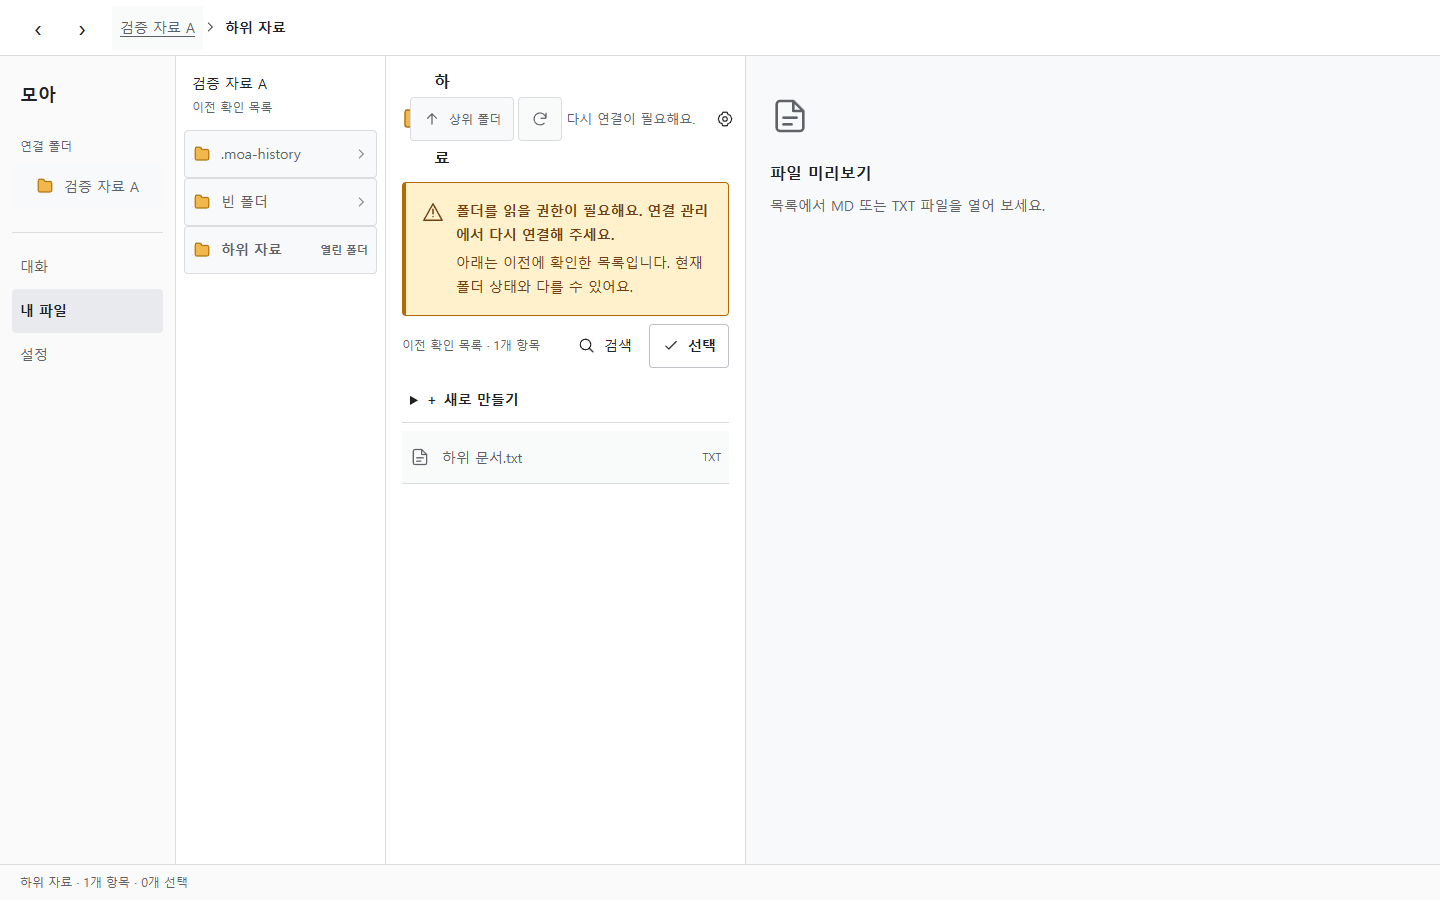 검증 자료 A
하위 자료
모아
연결 폴더
검증 자료 A
대화
내 파일
설정
검증 자료 A
이전 확인 목록
.moa-history
빈 폴더
하위 자료 열린 폴더
하
상위 폴더 다시 연결이 필요해요.
료
폴더를 읽을 권한이 필요해요. 연결 관리
에서 다시 연결해 주세요.
아래는 이전에 확인한 목록입니다. 현재
폴더 상태와 다를 수 있어요.
이전 확인 목록 · 1개 항목 검색 선택
+ 새로 만들기
하위 문서.txt TXT
파일 미리보기
목록에서 MD 또는 TXT 파일을 열어 보세요.
하위 자료 · 1개 항목 · 0개 선택